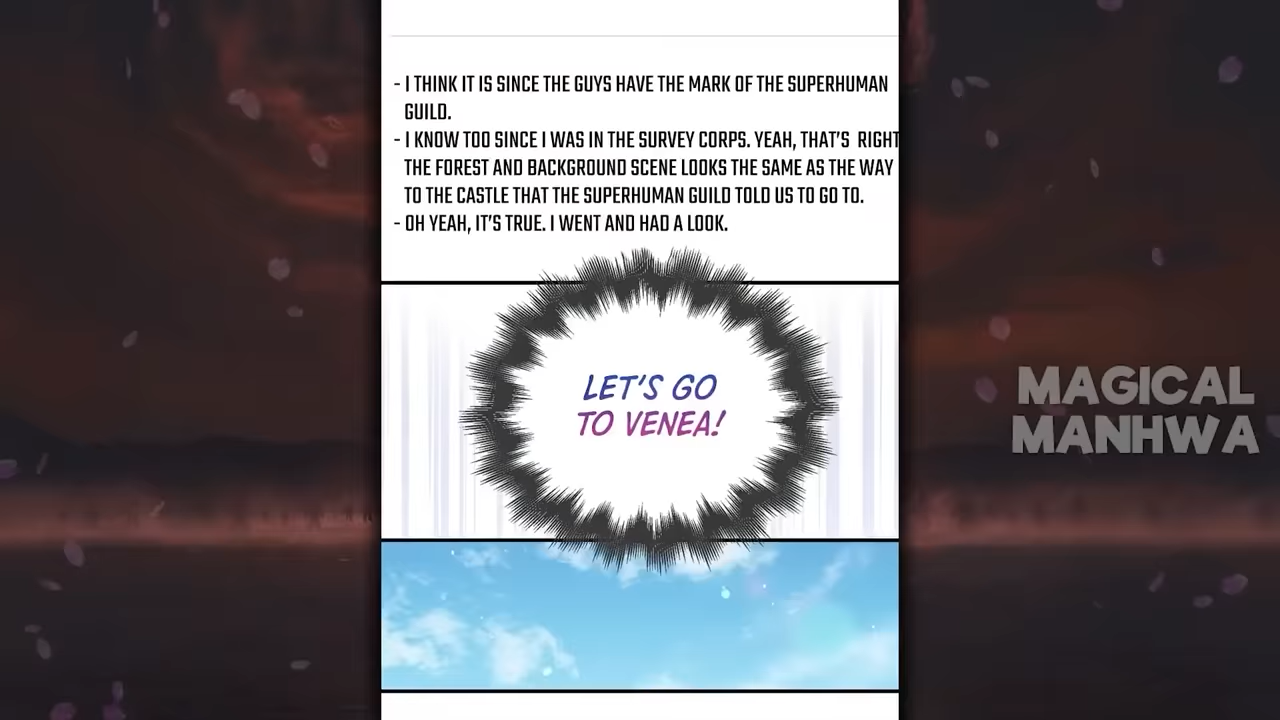 - I THINK IT IS SINCE THE GUYS HAVE THE MARK OF THE SUPERHUMAN
GUILD.
- I KNOW TOO SINCE I WAS IN THE SURVEY CORPS. YEAH, THAT'S RIGHT
THE FOREST AND BACKGROUND SCENE LOOKS THE SAME AS THE WAY
TO THE CASTLE THAT THE SUPERHUMAN GUILD TOLD US TO GO TO.
- OH YEAH, IT'S TRUE. I WENT AND HAD A LOOK.
LET'S GO
TO VENEA!
MAGICAL
MANHWA